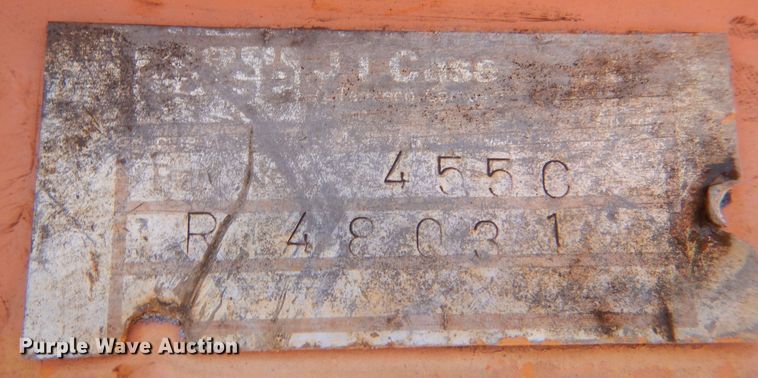 J I Case
455C
R 48031
Purple Wave Auction